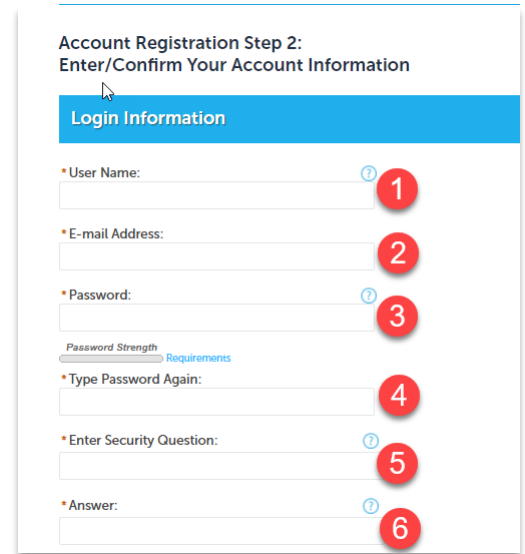 Account Registration Step 2:
Enter/Confirm Your Account Information
Login Information
*User Name:
?
1
*E-mail Address:
2
*Password:
?
3
Password Strength
Requirements
*Type Password Again:
4
*Enter Security Question:
?
5
*Answer:
?
6